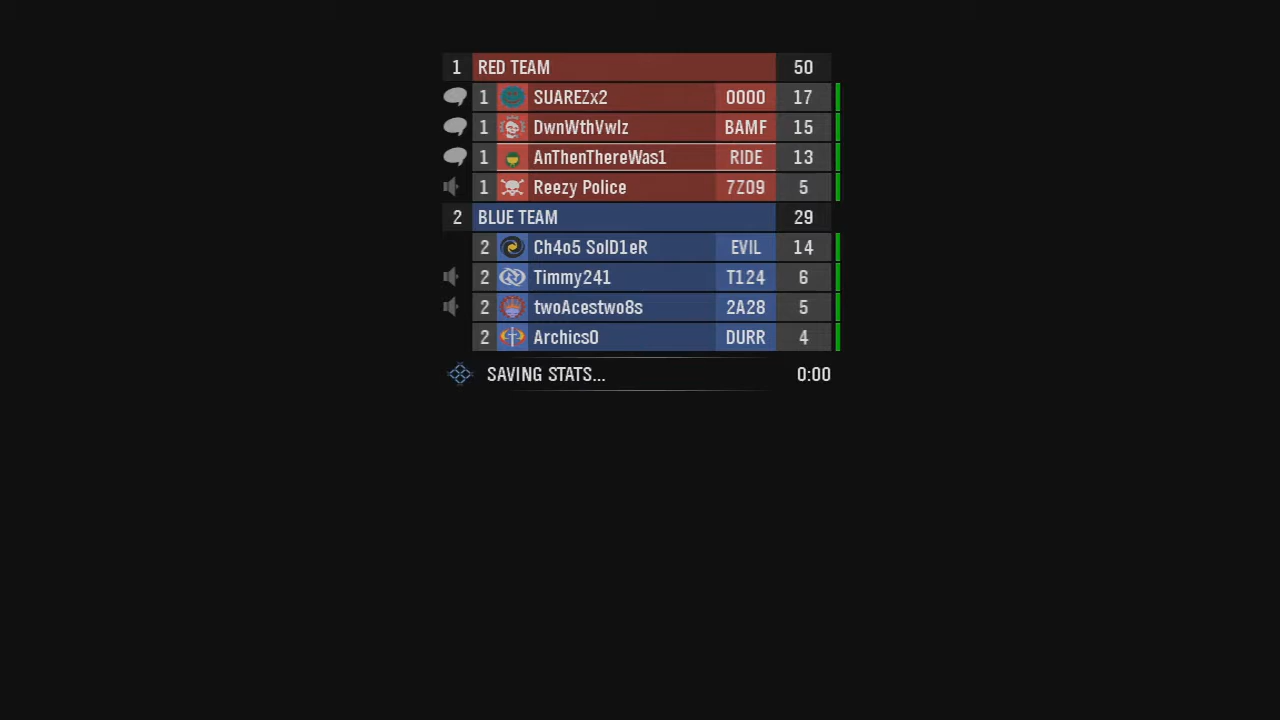 1 RED TEAM 50
1 SUAREZx2 0000 17
1 DwnWthVwlz BAMF 15
1 AnThenThereWas1 RIDE 13
1 Reezy Police 7Z09 5
2 BLUE TEAM 29
2 Ch4o5 SolD1eR EVIL 14
2 Timmy241 T124 6
2 twoAcestwo8s 2A28 5
2 Archics0 DURR 4
SAVING STATS... 0:00